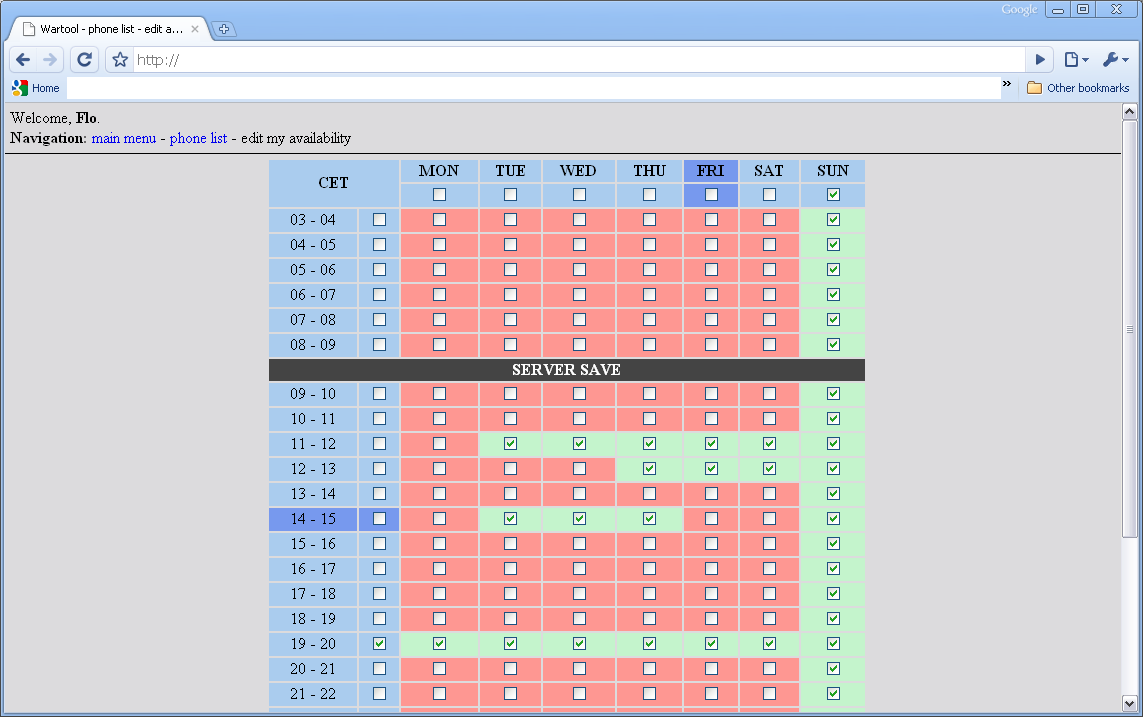 Google
Wartool - phone list - edit a...
http://
Home
»
Other bookmarks
Welcome, Flo.
Navigation: main menu - phone list - edit my availability
CET MON TUE WED THU FRI SAT SUN
03 - 04
04 - 05
05 - 06
06 - 07
07 - 08
08 - 09
SERVER SAVE
09 - 10
10 - 11
11 - 12
12 - 13
13 - 14
14 - 15
15 - 16
16 - 17
17 - 18
18 - 19
19 - 20
20 - 21
21 - 22